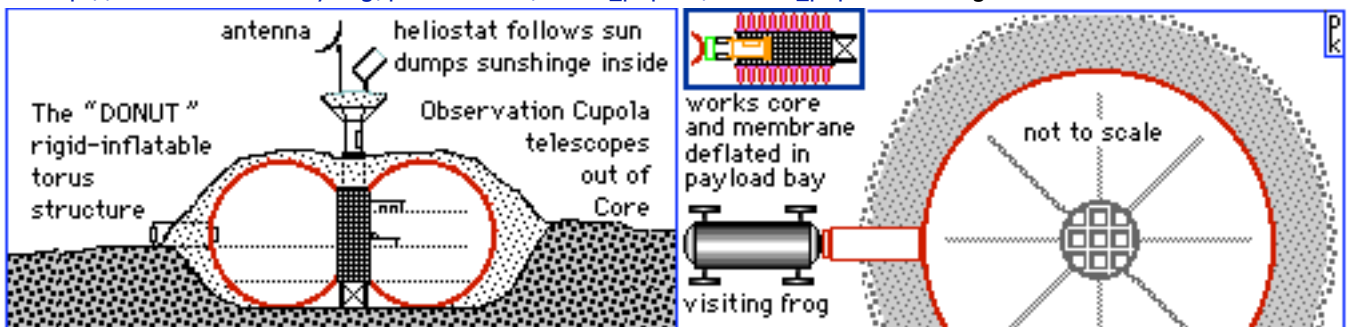 antenna
heliostat follows sun
dumps sunshinge inside
The "DONUT"
rigid-inflatable
torus
structure
Observation Cupola
telescopes
out of
Core
works core
and membrane
deflated in
payload bay
visiting frog
not to scale
pk